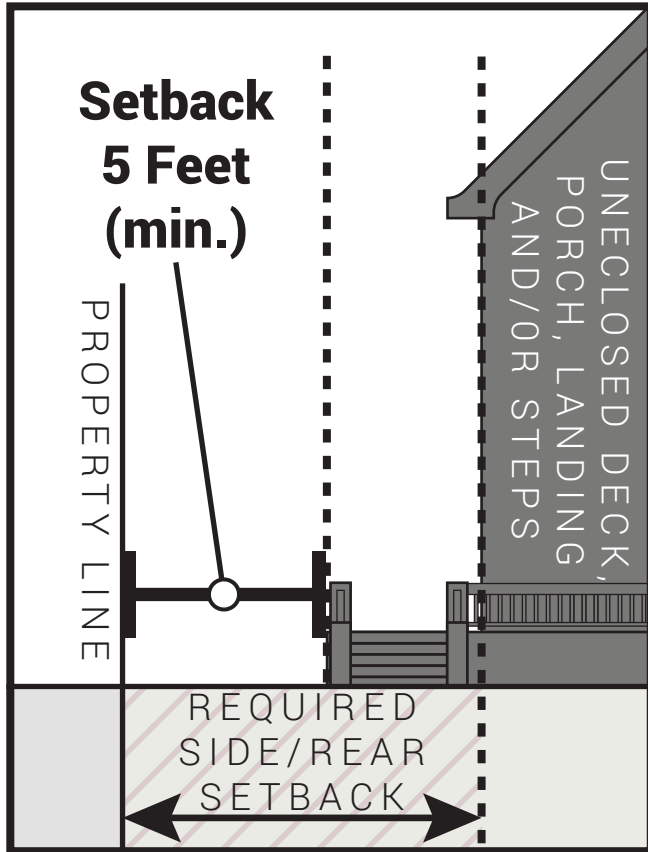 Setback
5 Feet
(min.)
PROPERTY LINE
UNECLOSED DECK,
PORCH, LANDING
AND/OR STEPS
REQUIRED
SIDE/REAR
SETBACK